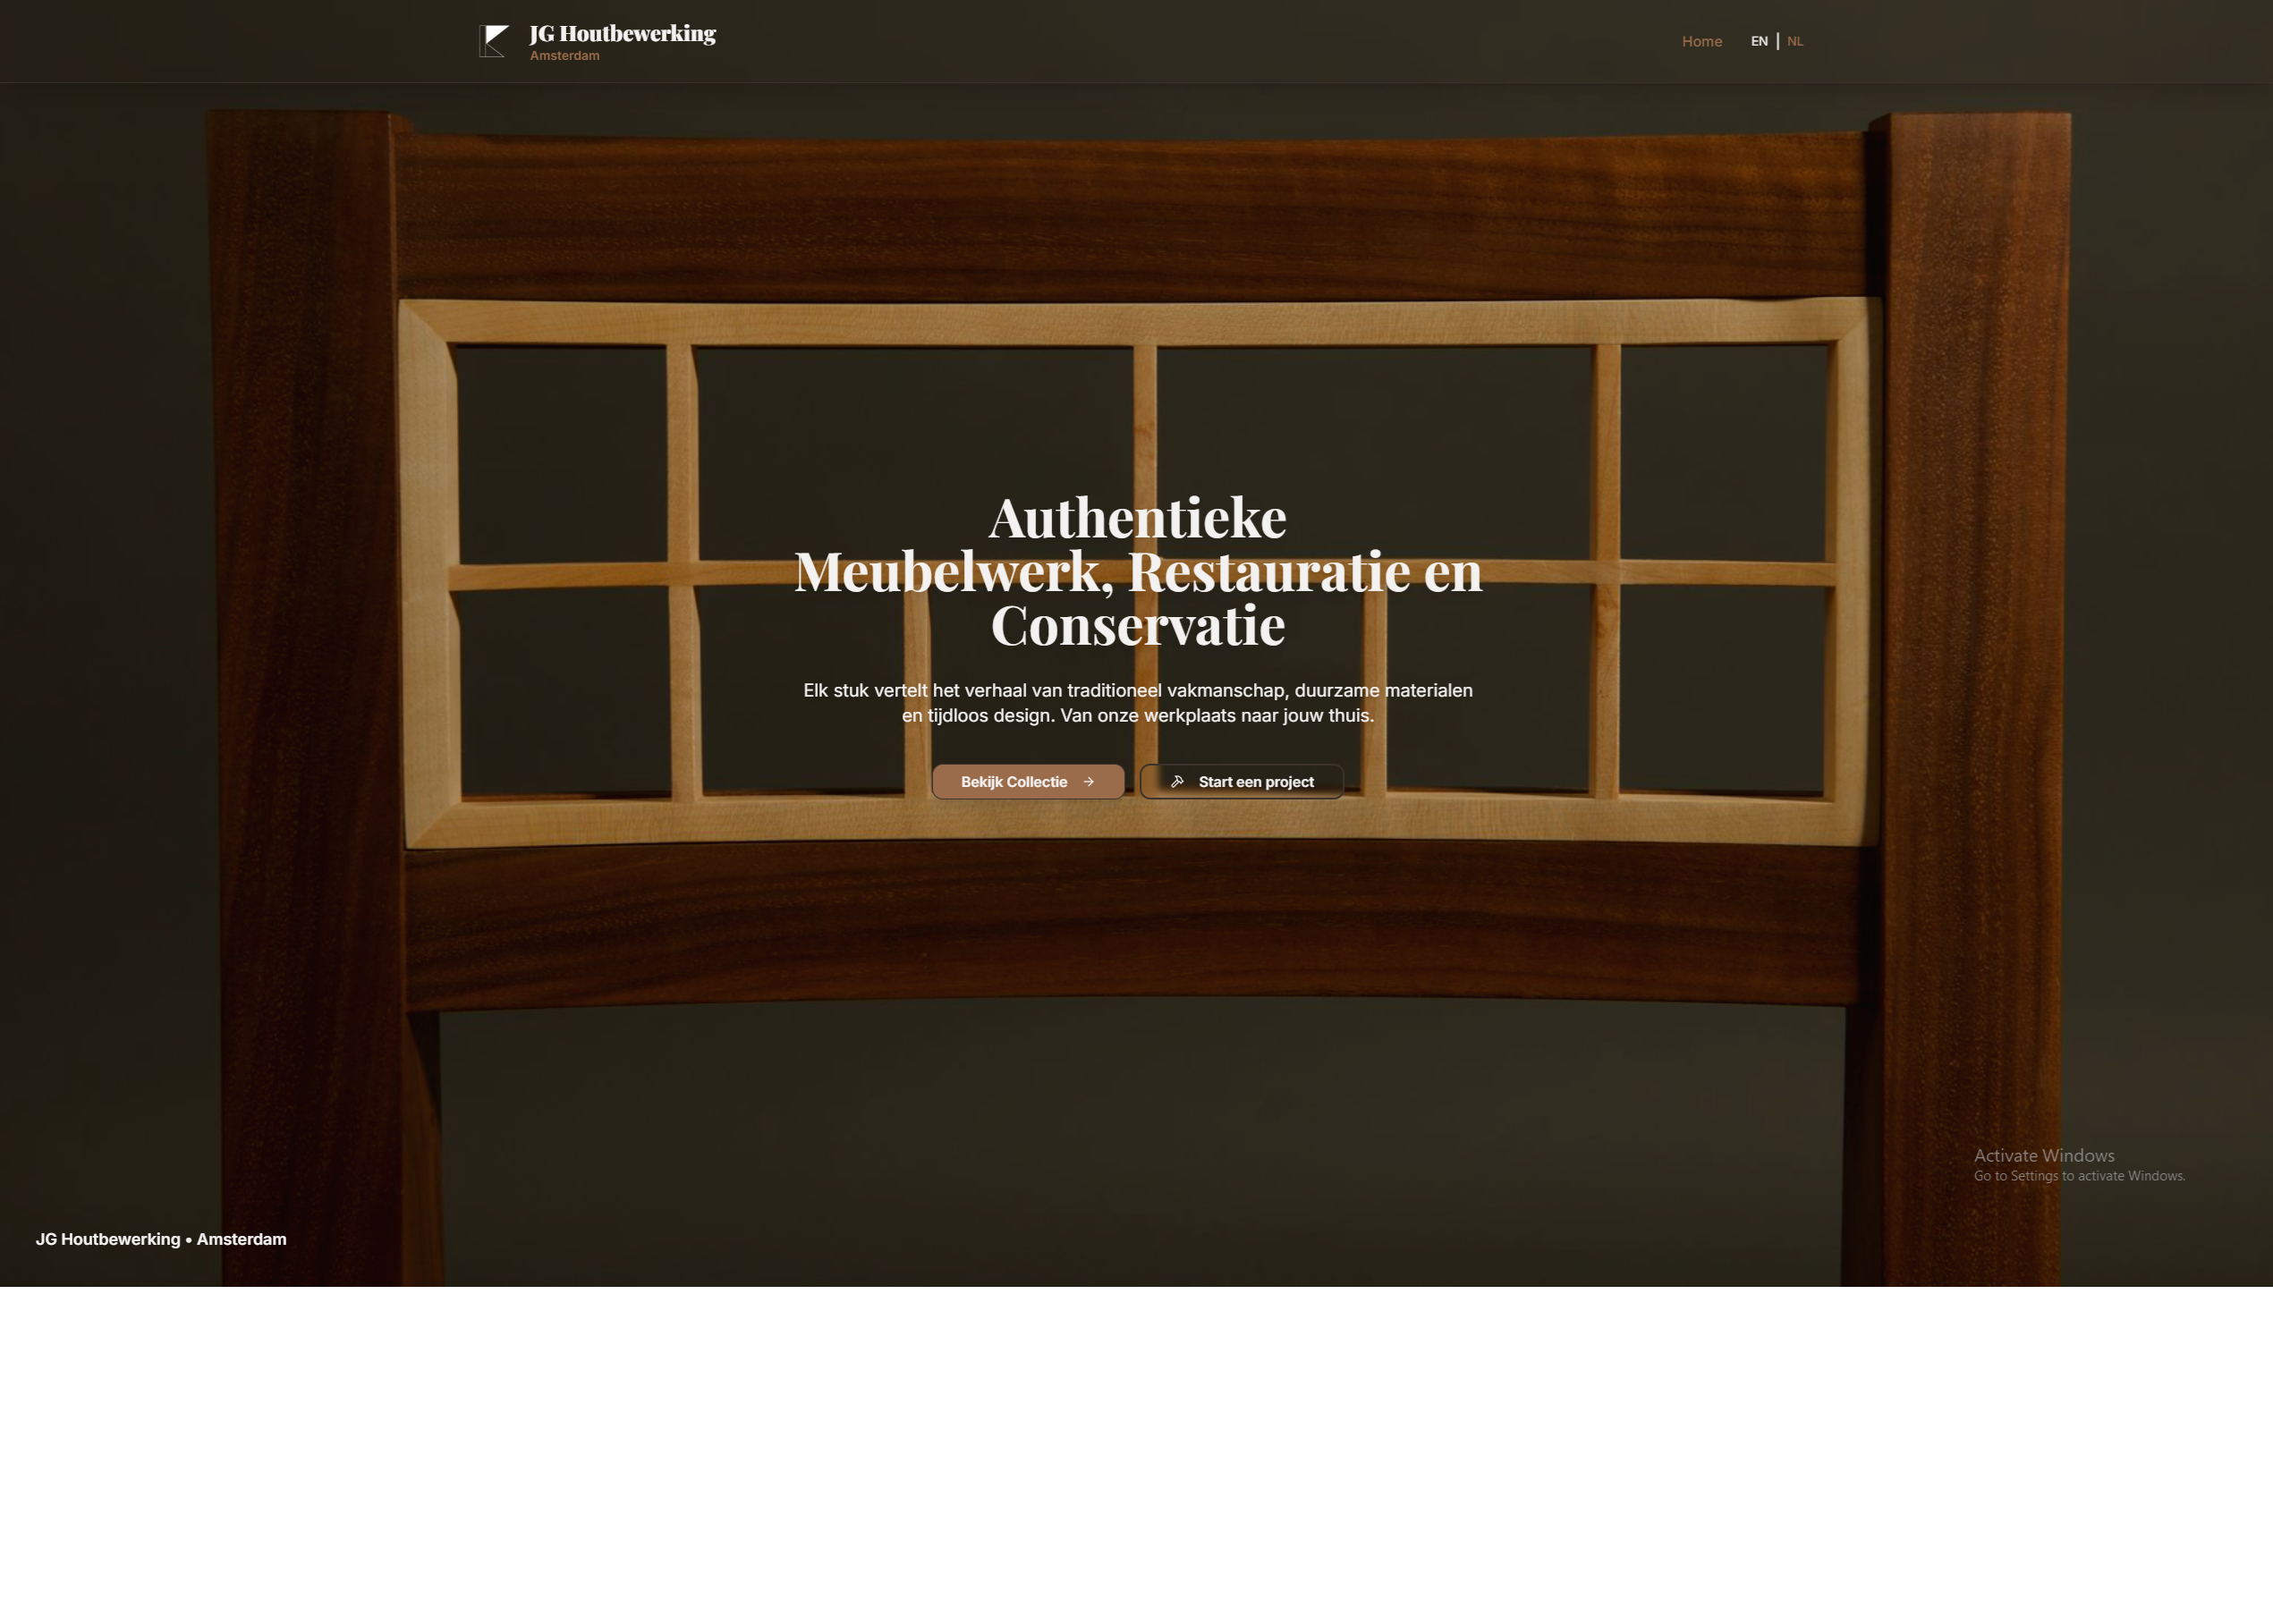 JG Houtbewerking
Amsterdam
Home
EN | NL
Authentieke
Meubelwerk, Restauratie en
Conservatie
Elk stuk vertelt het verhaal van traditioneel vakmanschap, duurzame materialen
en tijdloos design. Van onze werkplaats naar jouw thuis.
Bekijk Collectie →
Start een project
Activate Windows
Go to Settings to activate Windows.
JG Houtbewerking • Amsterdam